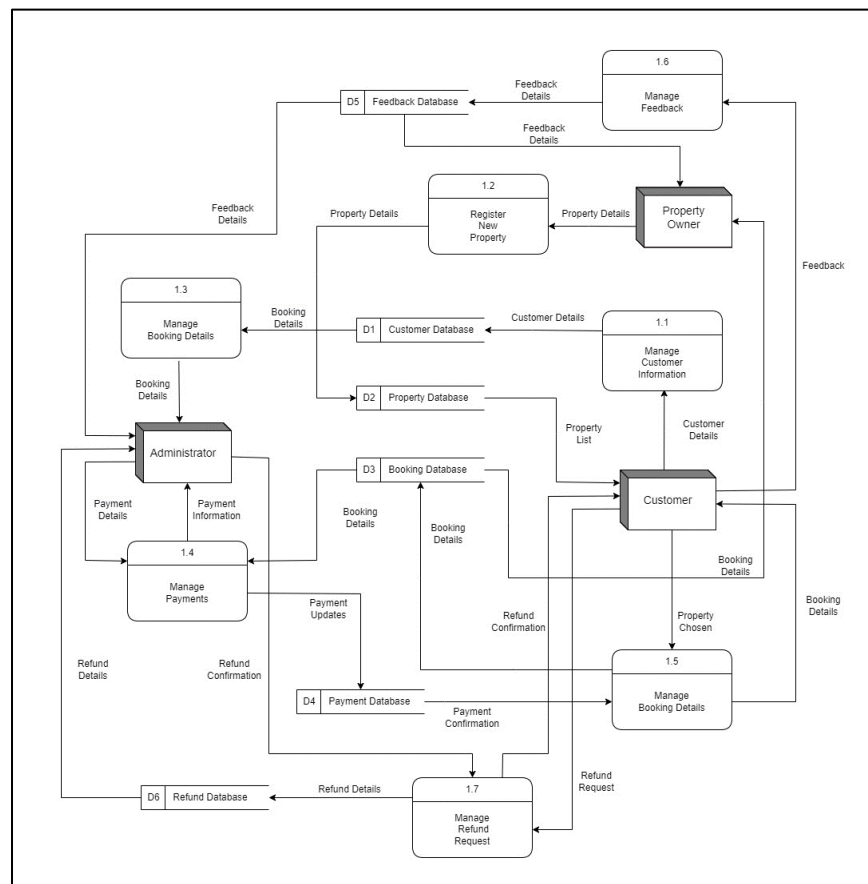 1.6
Manage
Feedback
Feedback
Details
D5 Feedback Database
Feedback
Details
1.2
Register
New
Property
Property Details
Property Details
Property
Owner
Feedback
Details
Feedback
1.3
Manage
Booking Details
Booking
Details
D1 Customer Database
Customer Details
1.1
Manage
Customer
Information
Booking
Details
D2 Property Database
Property
List
Customer
Details
Administrator
D3 Booking Database
Customer
Payment
Details
Payment
Information
Booking
Details
Booking
Details
Booking
Details
1.4
Manage
Payments
Payment
Updates
Refund
Confirmation
Property
Chosen
Booking
Details
Refund
Details
Refund
Confirmation
1.5
Manage
Booking Details
D4 Payment Database
Payment
Confirmation
Refund
Request
D6 Refund Database
Refund Details
1.7
Manage
Refund
Request